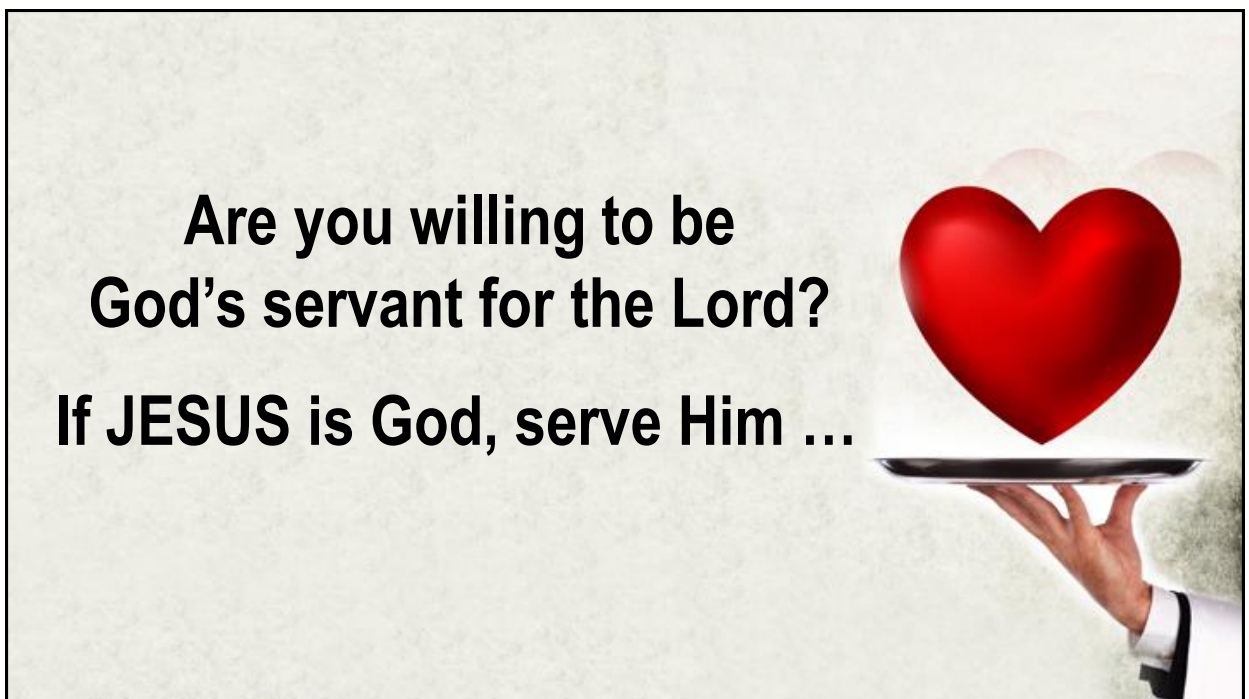 Are you willing to be
God’s servant for the Lord?
If JESUS is God, serve Him …